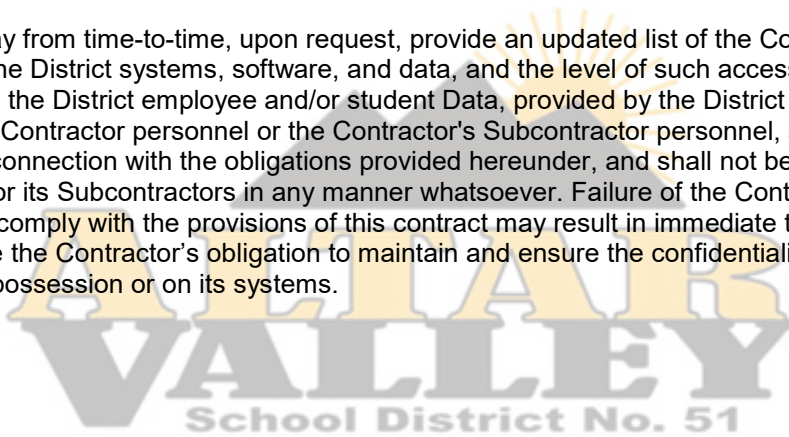 y from time-to-time, upon request, provide an updated list of the Co
ne District systems, software, and data, and the level of such acces
the District employee and/or student Data, provided by the District
Contractor personnel or the Contractor's Subcontractor personnel,
connection with the obligations provided hereunder, and shall not be
or its Subcontractors in any manner whatsoever. Failure of the Cont
comply with the provisions of this contract may result in immediate t
e the Contractor's obligation to maintain and ensure the confidentiali
possession or on its systems.
ALTAR
VALLEY
School District No. 51